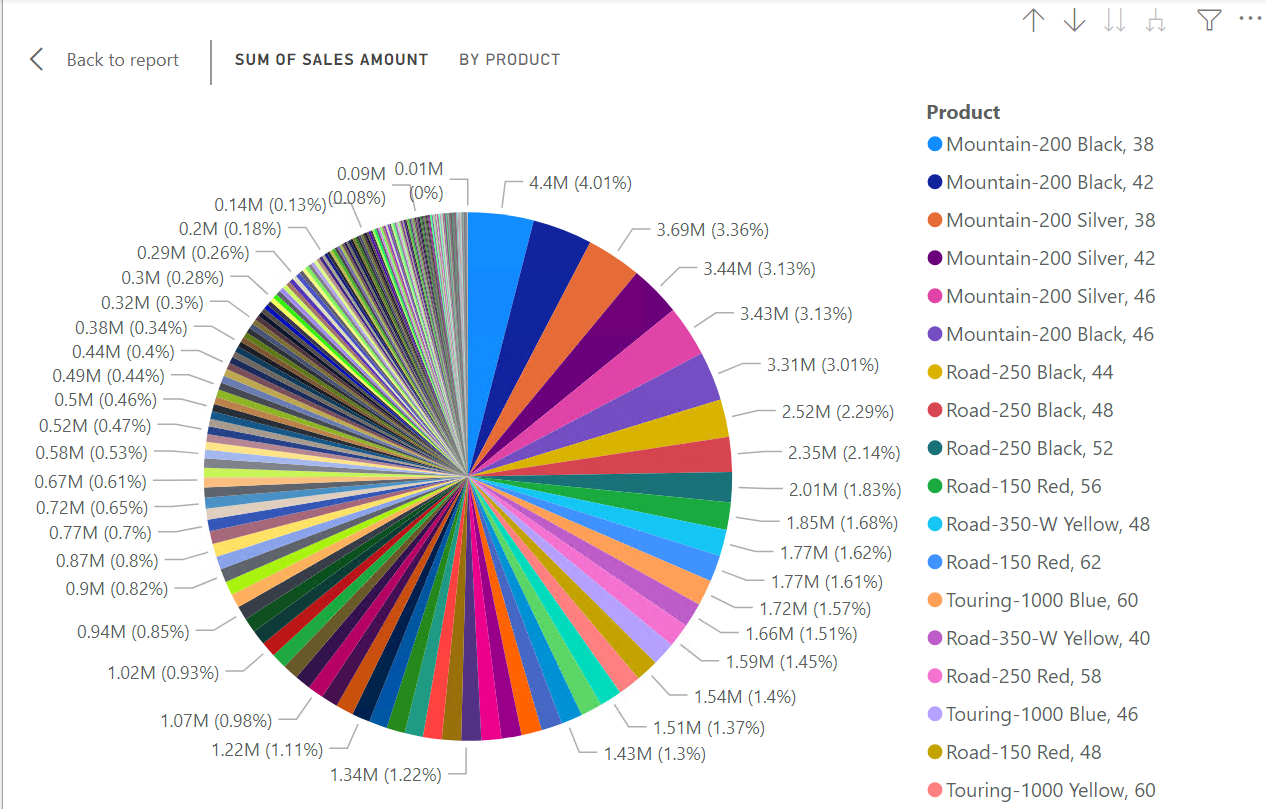 Back to report
SUM OF SALES AMOUNT
BY PRODUCT
Product
Mountain-200 Black, 38
Mountain-200 Black, 42
Mountain-200 Silver, 38
Mountain-200 Silver, 42
Mountain-200 Silver, 46
Mountain-200 Black, 46
Road-250 Black, 44
Road-250 Black, 48
Road-250 Black, 52
Road-150 Red, 56
Road-350-W Yellow, 48
Road-150 Red, 62
Touring-1000 Blue, 60
Road-350-W Yellow, 40
Road-250 Red, 58
Touring-1000 Blue, 46
Road-150 Red, 48
Touring-1000 Yellow, 60
4.4M (4.01%)
3.69M (3.36%)
3.44M (3.13%)
3.43M (3.13%)
3.31M (3.01%)
2.52M (2.29%)
2.35M (2.14%)
2.01M (1.83%)
1.85M (1.68%)
1.77M (1.62%)
1.77M (1.61%)
1.72M (1.57%)
1.66M (1.51%)
1.59M (1.45%)
1.54M (1.4%)
1.51M (1.37%)
1.43M (1.3%)
1.34M (1.22%)
1.22M (1.11%)
1.07M (0.98%)
1.02M (0.93%)
0.94M (0.85%)
0.9M (0.82%)
0.87M (0.8%)
0.77M (0.7%)
0.72M (0.65%)
0.67M (0.61%)
0.58M (0.53%)
0.52M (0.47%)
0.5M (0.46%)
0.49M (0.44%)
0.44M (0.4%)
0.38M (0.34%)
0.32M (0.3%)
0.3M (0.28%)
0.29M (0.26%)
0.2M (0.18%)
0.14M (0.13%)
0.09M
(0.08%)
0.01M
(0%)